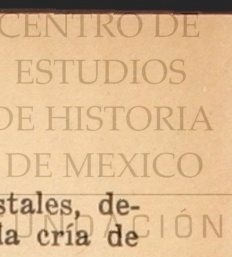 CENTRO DE
ESTUDIOS
DE HISTORIA
DE MEXICO
stales, de-
FUNDACIÓN
la cría de